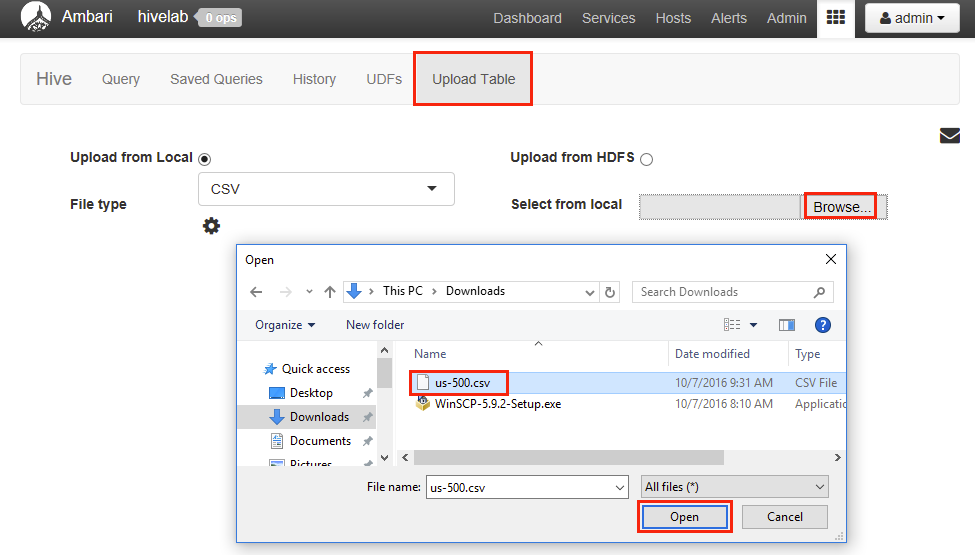 Ambari hivelab 0 ops Dashboard Services Hosts Alerts Admin admin
Hive Query Saved Queries History UDFs Upload Table
Upload from Local Upload from HDFS
File type CSV Select from local Browse...
Open
This PC Downloads Search Downloads
Organize New folder
Name Date modified Type
Quick access
us-500.csv 10/7/2016 9:31 AM CSV File
Desktop
WinSCP-5.9.2-Setup.exe 10/7/2016 8:10 AM Applicatio
Downloads
Documents
Pictures
File name: us-500.csv All files (*)
Open Cancel